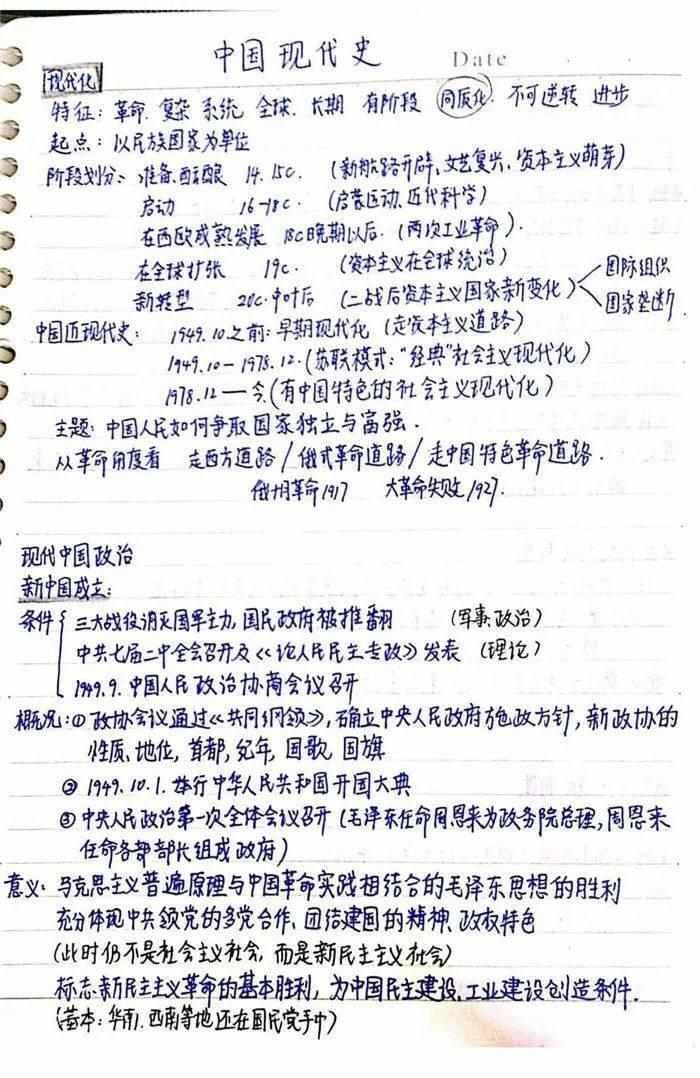 中国现代史 Date
现代化
特征：革命 复杂 系统 全球 长期 有阶段 同质化 不可逆转 进步
起点：以民族国家为单位
阶段划分： 准备、酝酿 14.15c. （新航路开辟、文艺复兴、资本主义萌芽）
启动 16-18c. （启蒙运动、近代科学）
在西欧成熟发展 18c晚期以后.（两次工业革命）.
在全球扩张 19c. （资本主义在全球统治）
国际组织
新转型 20c.中叶后 （二战后资本主义国家新变化）
国家垄断
中国近现代史： 1949.10之前：早期现代化（走资本主义道路）
1949.10-1978.12.（苏联模式：“经典”社会主义现代化）
1978.12—今（有中国特色的社会主义现代化）
主题：中国人民如何争取国家独立与富强.
从革命角度看 走西方道路/俄式革命道路/走中国特色革命道路.
俄十月革命1917 大革命失败1927.
现代中国政治
新中国成立：
条件 三大战役消灭国军主力，国民政府被推翻 （军事、政治）
中共七届二中全会召开及《论人民民主专政》发表 （理论）
1949.9.中国人民政治协商会议召开
概况：① 政协会议通过《共同纲领》，确立中央人民政府施政方针，新政协的
性质，地位，首都，纪年，国歌，国旗
② 1949.10.1.举行中华人民共和国开国大典
③ 中央人民政治第一次全体会议召开（毛泽东任命周恩来为政务院总理，周恩来
任命各部部长组成政府）
意义：马克思主义普遍原理与中国革命实践相结合的毛泽东思想的胜利
充分体现中共领党的多党合作、团结建国的精神、政权特色
（此时仍不是社会主义社会，而是新民主主义社会）
标志新民主主义革命的基本胜利，为中国民主建设、工业建设创造条件.
（基本：华南、西南等地还在国民党手中）